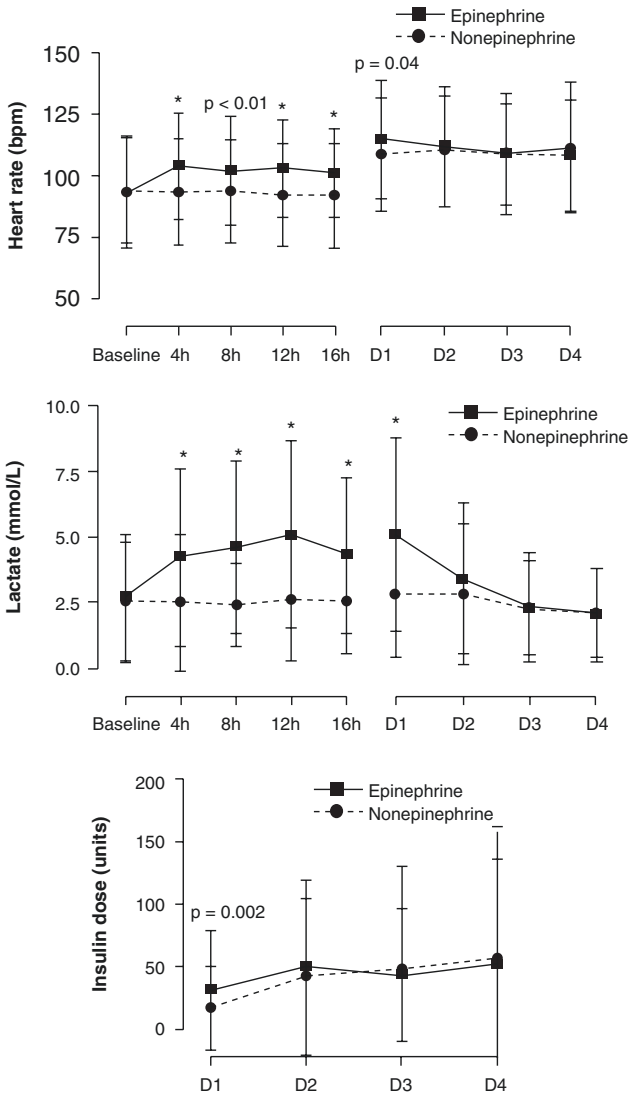 Epinephrine
Nonepinephrine
Heart rate (bpm)
150
125
100
75
50
*
p < 0.01
*
*
p = 0.04
Baseline 4h 8h 12h 16h D1 D2 D3 D4
Epinephrine
Nonepinephrine
Lactate (mmol/L)
10.0
7.5
5.0
2.5
0.0
*
*
*
*
*
Baseline 4h 8h 12h 16h D1 D2 D3 D4
Epinephrine
Nonepinephrine
Insulin dose (units)
200
150
100
50
0
p = 0.002
D1 D2 D3 D4